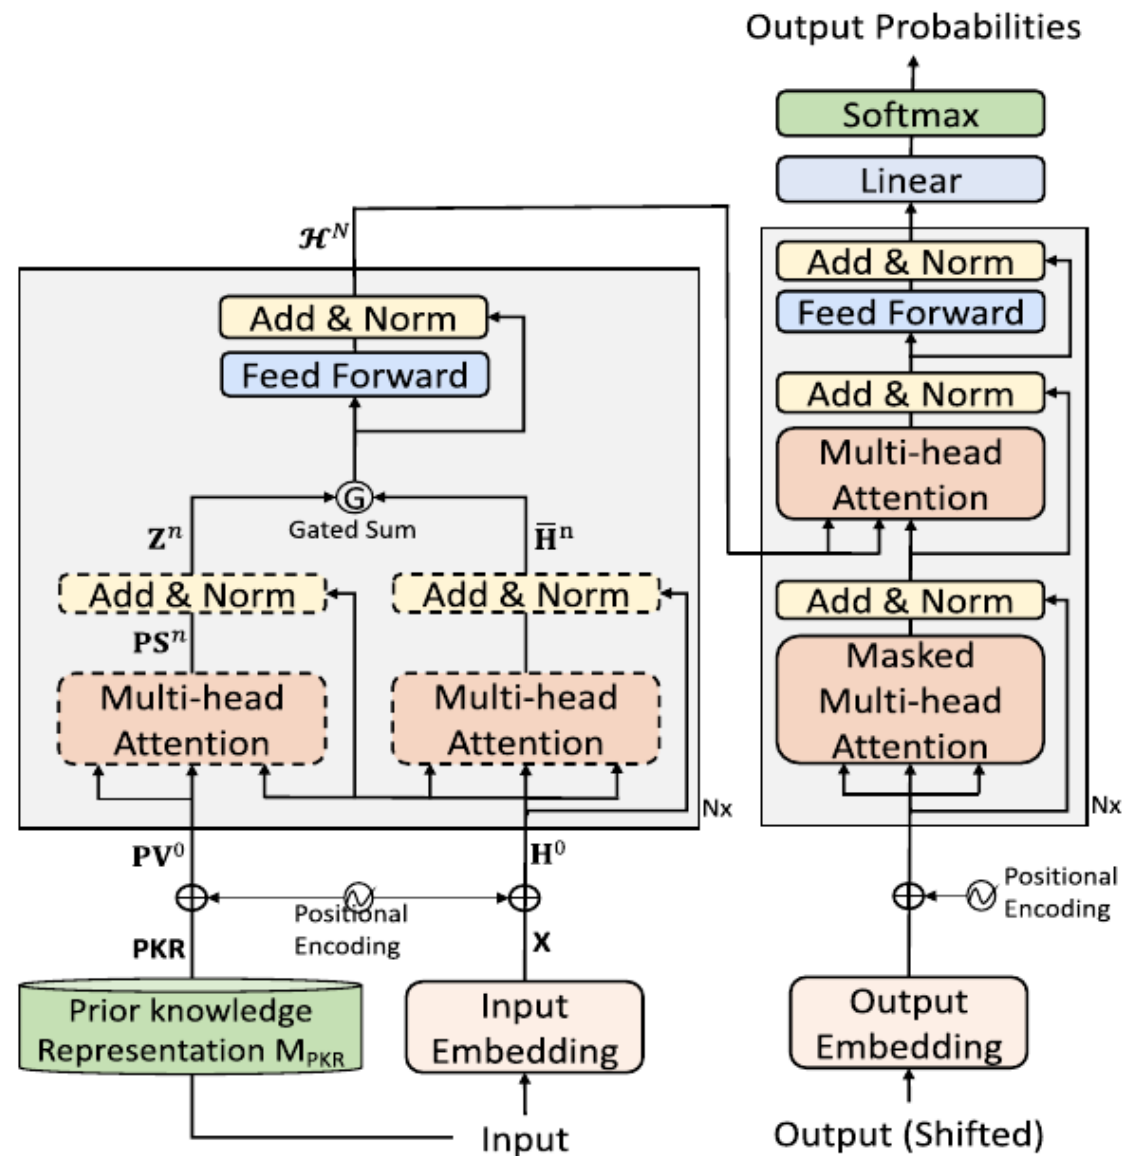 Output Probabilities
Softmax
Linear
Add & Norm
Feed Forward
Add & Norm
Multi-head
Attention
Add & Norm
Masked
Multi-head
Attention
Nx
Positional
Encoding
Output
Embedding
Output (Shifted)
𝓗^N
Add & Norm
Feed Forward
G
Gated Sum
Z^n
H̅^n
Add & Norm
Add & Norm
PS^n
Multi-head
Attention
Multi-head
Attention
Nx
PV^0
H^0
Positional
Encoding
PKR
X
Prior knowledge
Representation M_PKR
Input
Embedding
Input